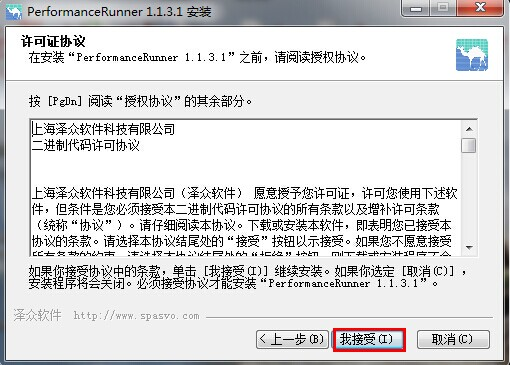 PerformanceRunner 1.1.3.1 安装
许可证协议
在安装“PerformanceRunner 1.1.3.1”之前,请阅读授权协议。
按 [PgDn] 阅读“授权协议”的其余部分。
上海泽众软件科技有限公司
二进制代码许可协议
上海泽众软件科技有限公司（泽众软件） 愿意授予您许可证，许可您使用下述软
件，但条件是您必须接受本二进制代码许可协议的所有条款以及增补许可条款
（统称“协议”）。请仔细阅读本协议。下载或安装本软件，即表明您已接受本
协议的条款。请选择本协议结尾处的“接受”按钮以示接受。如果您不愿意接受
如果你接受协议中的条款，单击 [我接受(I)] 继续安装。如果你选定 [取消(C)] ，
安装程序将会关闭。必须接受协议才能安装“PerformanceRunner 1.1.3.1”。
泽众软件 http://www.spasvo.com
< 上一步(B)
我接受(I)
取消(C)